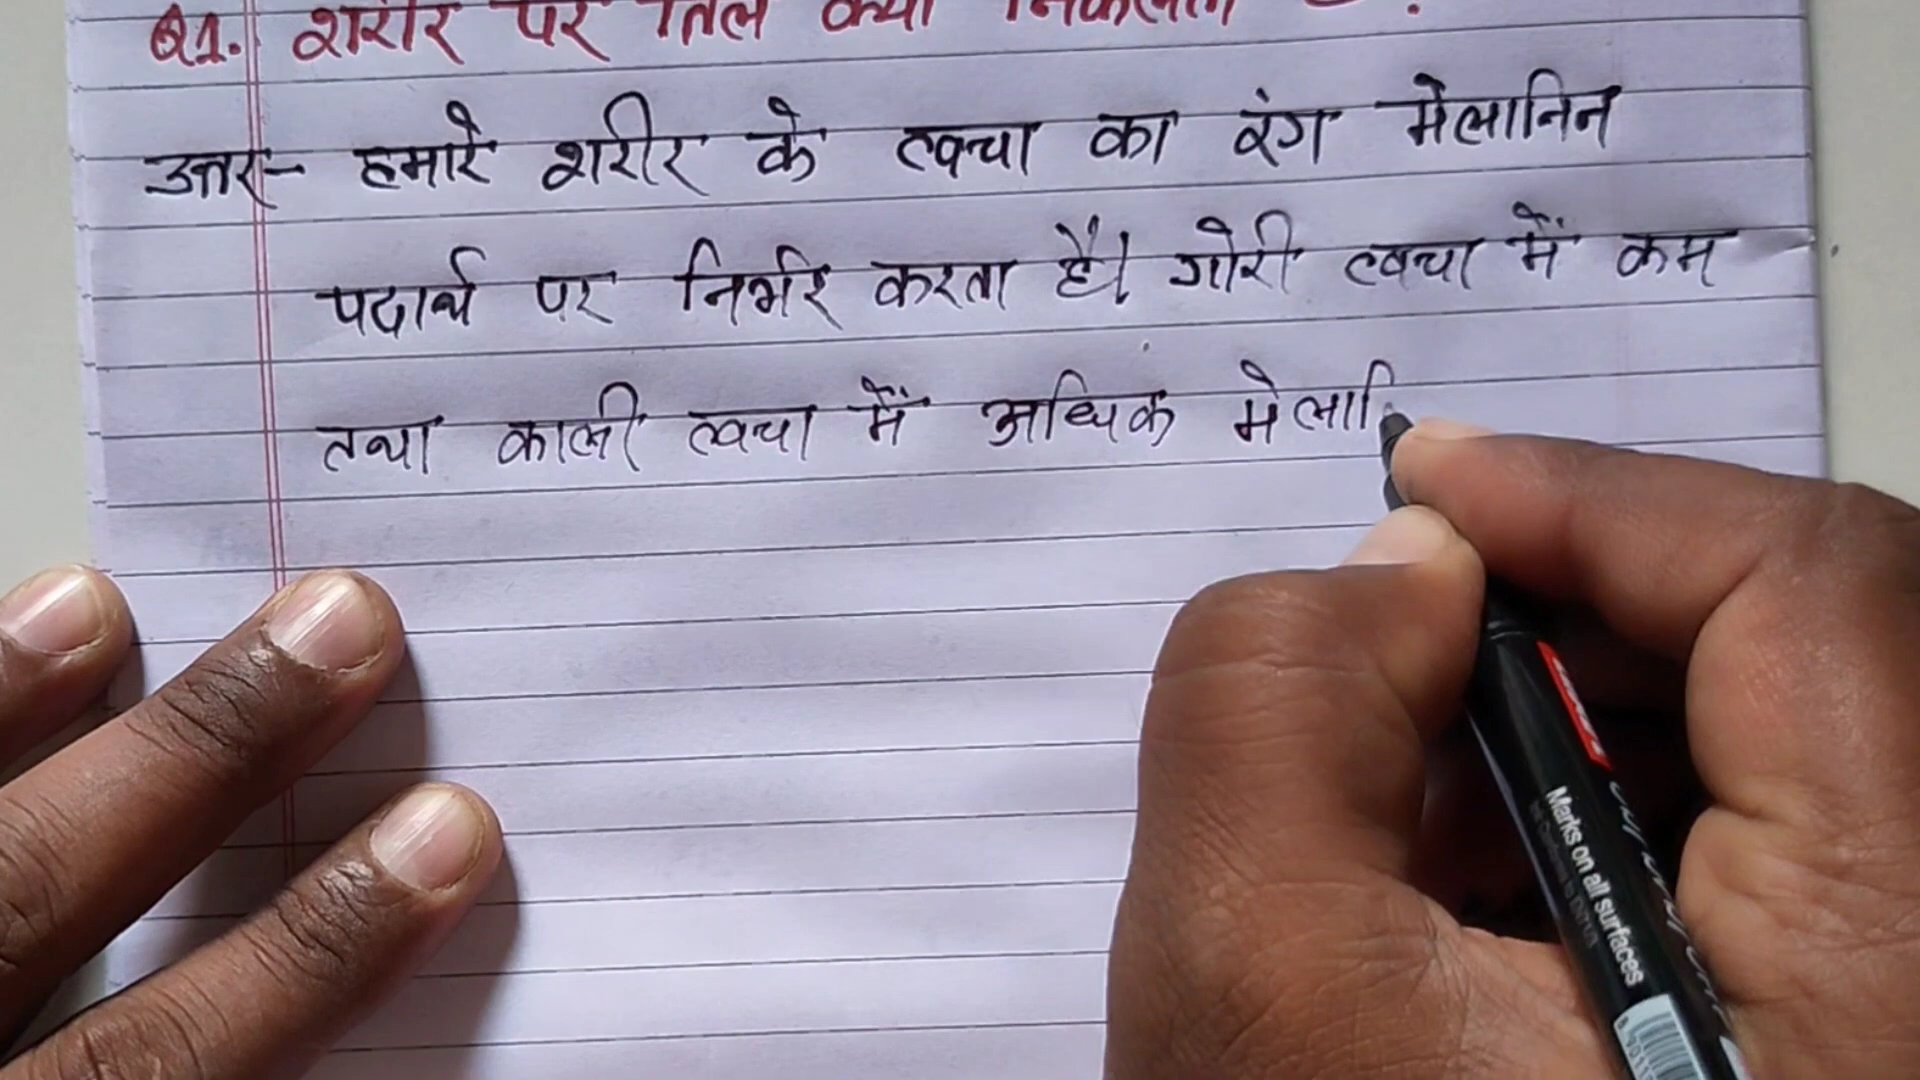 Q1. शरीर पर तिल क्यों निकलता है ?
उत्तर- हमारे शरीर के त्वचा का रंग मेलानिन
पदार्थ पर निर्भर करता है। गोरी त्वचा में कम
तथा काली त्वचा में अधिक मेलानि
Marks on all surfaces